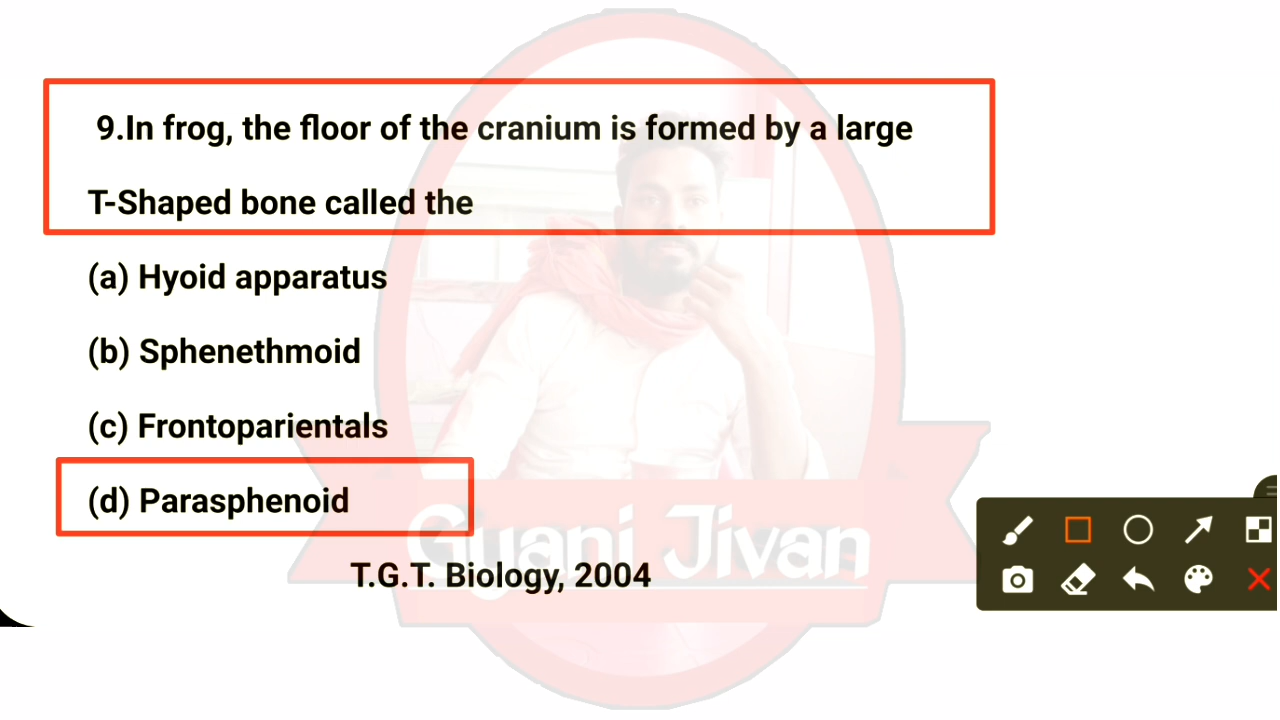 9.In frog, the floor of the cranium is formed by a large
T-Shaped bone called the
(a) Hyoid apparatus
(b) Sphenethmoid
(c) Frontoparientals
(d) Parasphenoid
Gyani Jivan
T.G.T. Biology, 2004